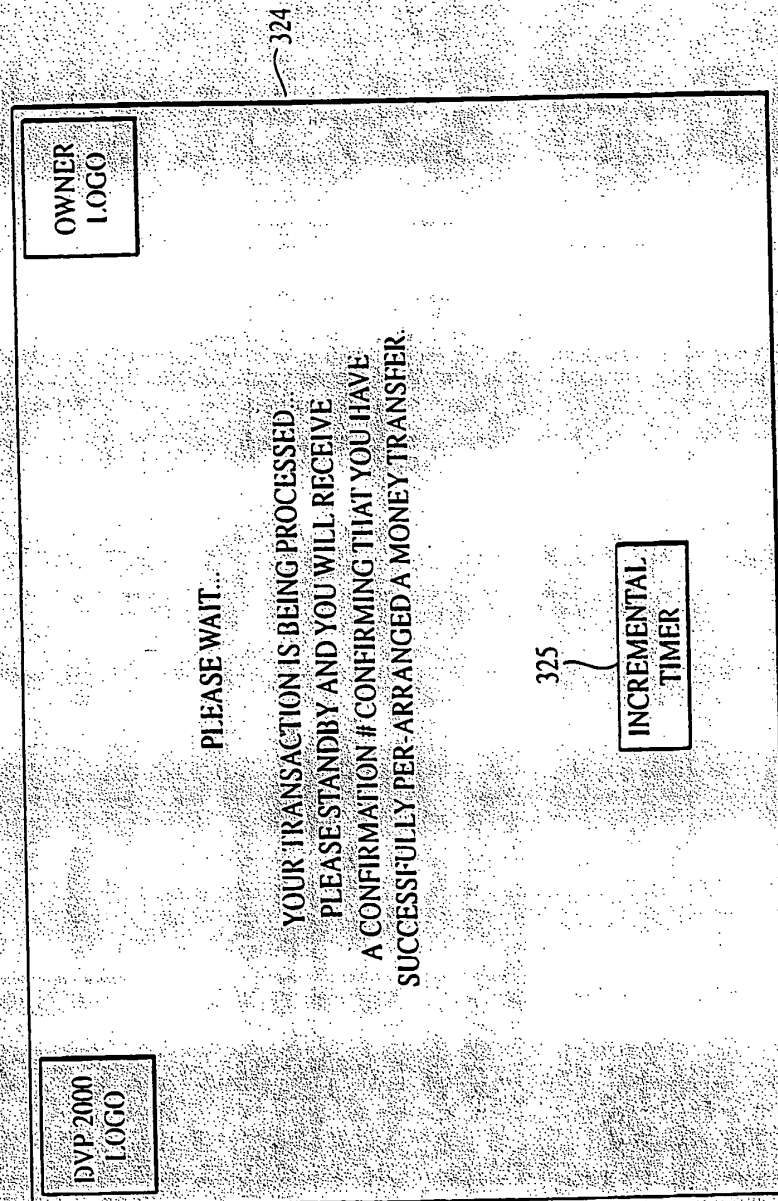 DVP 2000
LOGO
OWNER
LOGO
324
PLEASE WAIT...
YOUR TRANSACTION IS BEING PROCESSED...
PLEASE STANDBY AND YOU WILL RECEIVE
A CONFIRMATION # CONFIRMING THAT YOU HAVE
SUCCESSFULLY PER-ARRANGED A MONEY TRANSFER.
325
INCREMENTAL
TIMER